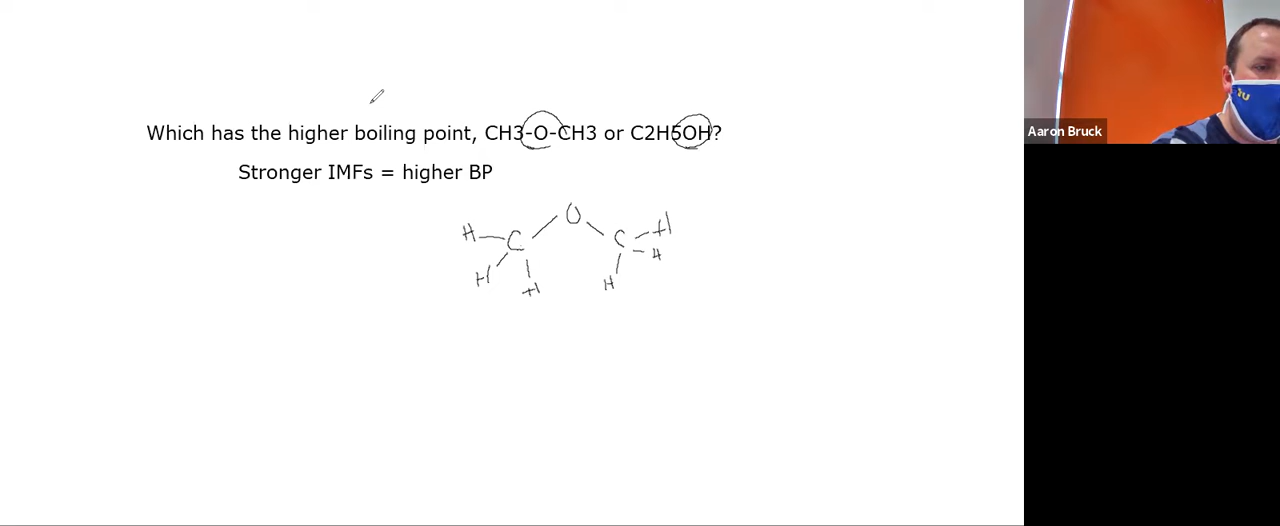 Which has the higher boiling point, CH3-O-CH3 or C2H5OH?
Stronger IMFs = higher BP
O
H C C H
H H H H
Aaron Bruck